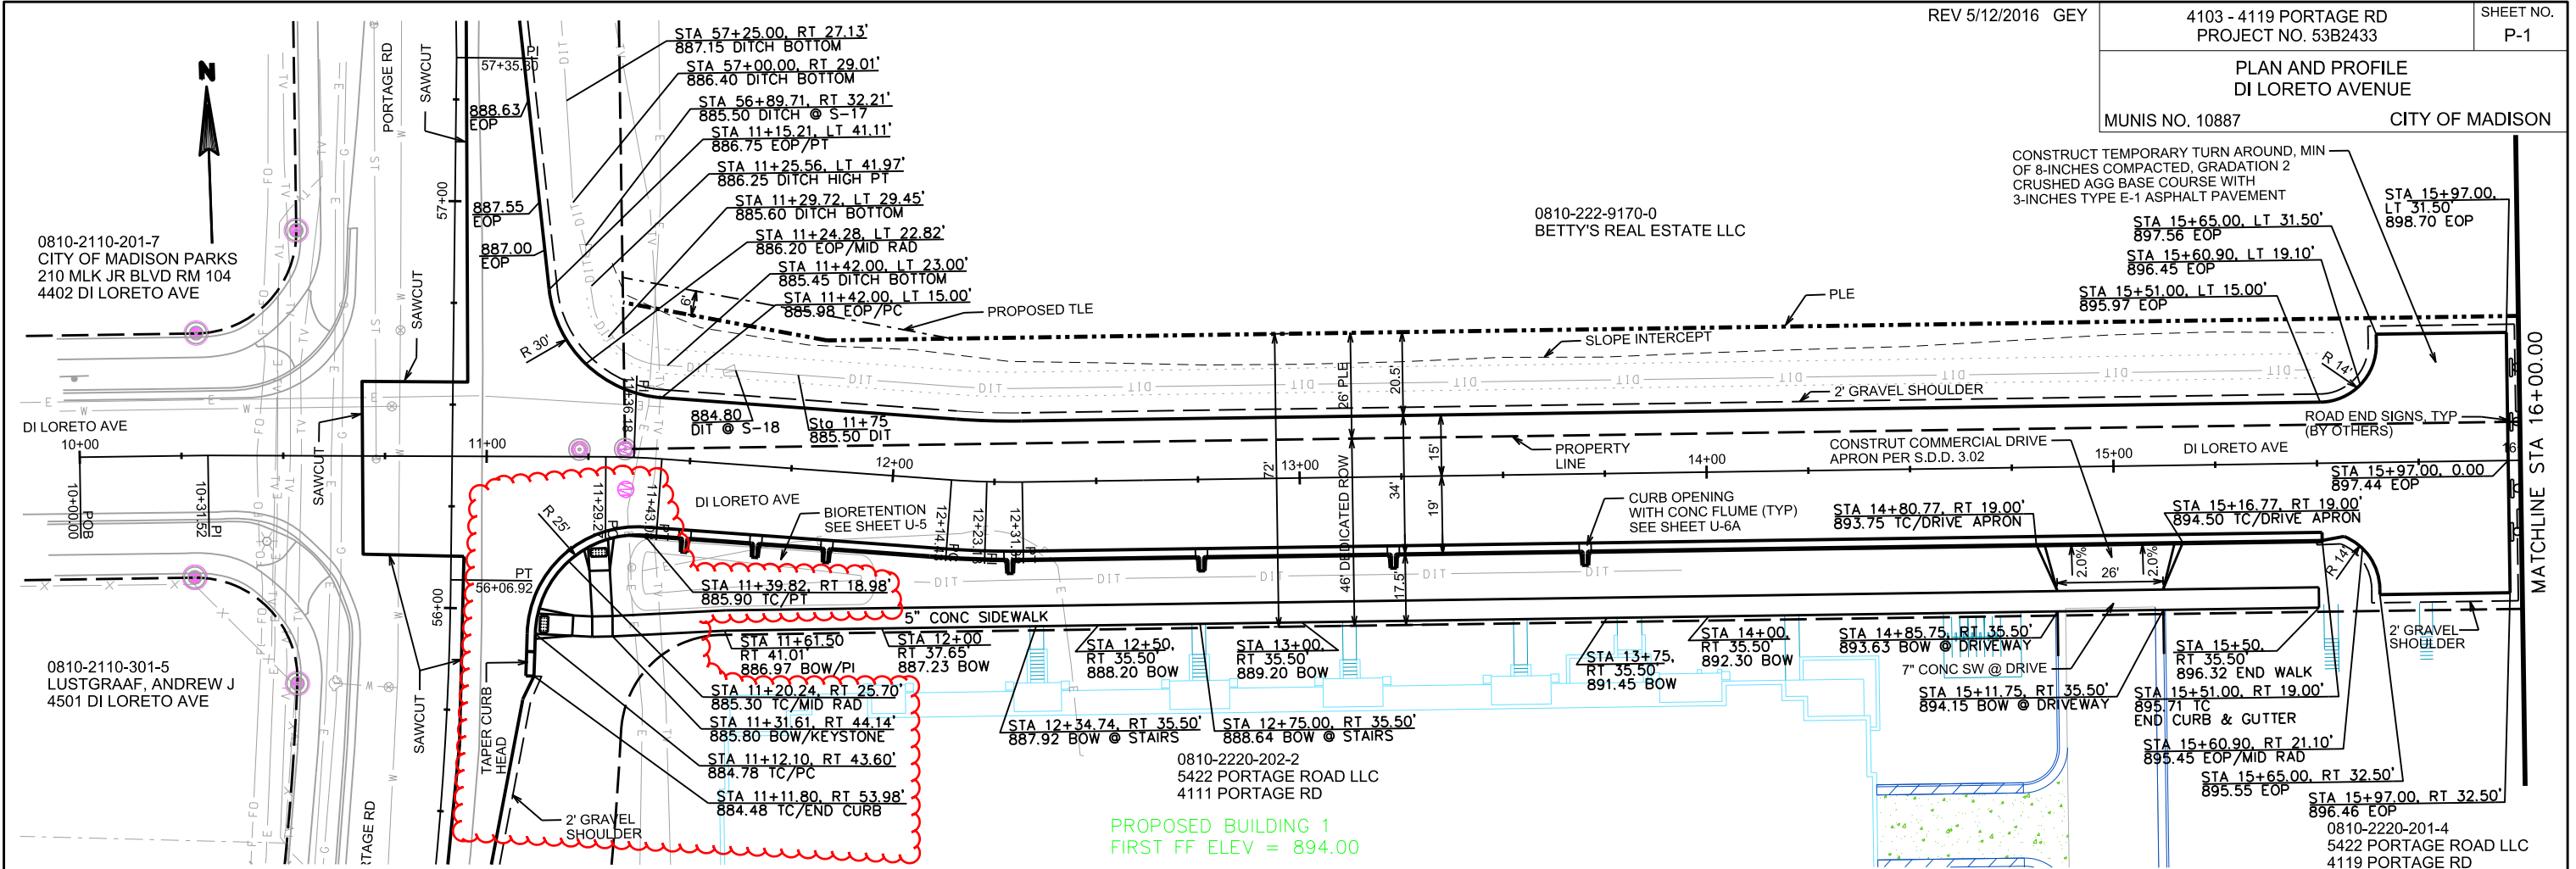 REV 5/12/2016 GEY
4103 - 4119 PORTAGE RD
PROJECT NO. 53B2433
SHEET NO.
P-1
PLAN AND PROFILE
DI LORETO AVENUE
MUNIS NO. 10887
CITY OF MADISON
N
PORTAGE RD
SAWCUT
PI
57+35.30
888.63
EOP
57+00
887.55
EOP
887.00
EOP
SAWCUT
0810-2110-201-7
CITY OF MADISON PARKS
210 MLK JR BLVD RM 104
4402 DI LORETO AVE
STA 57+25.00, RT 27.13'
887.15 DITCH BOTTOM
STA 57+00.00, RT 29.01'
886.40 DITCH BOTTOM
STA 56+89.71, RT 32.21'
885.50 DITCH @ S-17
STA 11+15.21, LT 41.11'
886.75 EOP/PT
STA 11+25.56, LT 41.97'
886.25 DITCH HIGH PT
STA 11+29.72, LT 29.45'
885.60 DITCH BOTTOM
STA 11+24.28, LT 22.82'
886.20 EOP/MID RAD
STA 11+42.00, LT 23.00'
885.45 DITCH BOTTOM
STA 11+42.00, LT 15.00'
885.98 EOP/PC
6'
PROPOSED TLE
R 30'
0810-222-9170-0
BETTY'S REAL ESTATE LLC
PLE
SLOPE INTERCEPT
2' GRAVEL SHOULDER
CONSTRUCT TEMPORARY TURN AROUND, MIN
OF 8-INCHES COMPACTED, GRADATION 2
CRUSHED AGG BASE COURSE WITH
3-INCHES TYPE E-1 ASPHALT PAVEMENT
STA 15+97.00,
LT 31.50'
898.70 EOP
STA 15+65.00, LT 31.50'
897.56 EOP
STA 15+60.90, LT 19.10'
896.45 EOP
STA 15+51.00, LT 15.00'
895.97 EOP
R 14'
ROAD END SIGNS, TYP
(BY OTHERS)
MATCHLINE STA 16+00.00
DI LORETO AVE
10+00
10+00.00
POB
10+31.52
PI
SAWCUT
11+00
11+36.18
PI
884.80
DIT @ S-18
Sta 11+75
885.50 DIT
12+00
72'
26' PLE
46' DEDICATED ROW
20.5'
34'
17.5'
15'
19'
13+00
PROPERTY
LINE
CONSTRUT COMMERCIAL DRIVE
APRON PER S.D.D. 3.02
14+00
15+00
DI LORETO AVE
16
STA 15+97.00, 0.00
897.44 EOP
DI LORETO AVE
BIORETENTION
SEE SHEET U-5
CURB OPENING
WITH CONC FLUME (TYP)
SEE SHEET U-6A
STA 14+80.77, RT 19.00'
893.75 TC/DRIVE APRON
STA 15+16.77, RT 19.00'
894.50 TC/DRIVE APRON
2.0%
26'
2.0%
R 14'
R 25'
PT
56+06.92
56+00
STA 11+39.82, RT 18.98'
885.90 TC/PT
5" CONC SIDEWALK
STA 11+61.50
RT 41.01'
886.97 BOW/PI
STA 12+00
RT 37.65'
887.23 BOW
STA 12+50,
RT 35.50'
888.20 BOW
STA 13+00,
RT 35.50'
889.20 BOW
STA 13+75,
RT 35.50'
891.45 BOW
STA 14+00,
RT 35.50'
892.30 BOW
STA 14+85.75, RT 35.50'
893.63 BOW @ DRIVEWAY
7" CONC SW @ DRIVE
STA 15+11.75, RT 35.50'
894.15 BOW @ DRIVEWAY
STA 15+50,
RT 35.50'
896.32 END WALK
STA 15+51.00, RT 19.00'
895.71 TC
END CURB & GUTTER
STA 15+60.90, RT 21.10'
895.45 EOP/MID RAD
STA 15+65.00, RT 32.50'
895.55 EOP
STA 15+97.00, RT 32.50'
896.46 EOP
2' GRAVEL
SHOULDER
0810-2110-301-5
LUSTGRAAF, ANDREW J
4501 DI LORETO AVE
SAWCUT
TAPER CURB
HEAD
STA 11+20.24, RT 25.70'
885.30 TC/MID RAD
STA 11+31.61, RT 44.14'
885.80 BOW/KEYSTONE
STA 11+12.10, RT 43.60'
884.78 TC/PC
STA 11+11.80, RT 53.98'
884.48 TC/END CURB
2' GRAVEL
SHOULDER
STA 12+34.74, RT 35.50'
887.92 BOW @ STAIRS
STA 12+75.00, RT 35.50'
888.64 BOW @ STAIRS
0810-2220-202-2
5422 PORTAGE ROAD LLC
4111 PORTAGE RD
PROPOSED BUILDING 1
FIRST FF ELEV = 894.00
0810-2220-201-4
5422 PORTAGE ROAD LLC
4119 PORTAGE RD